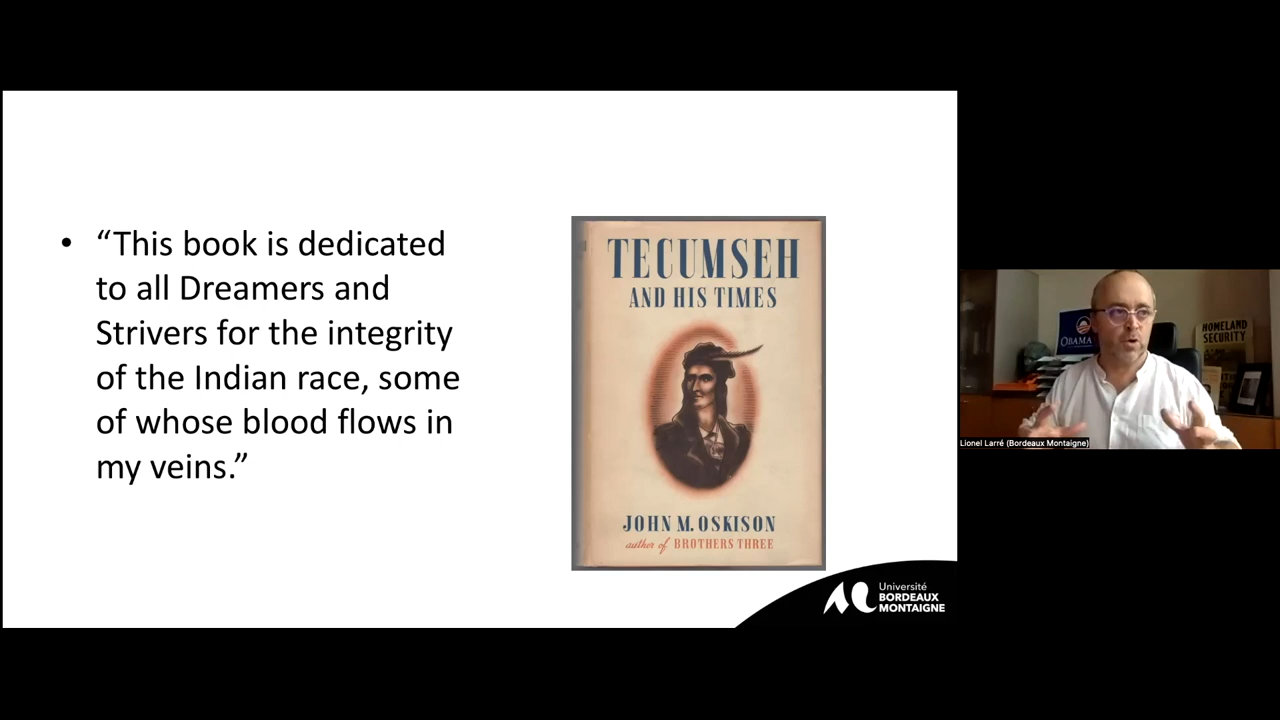 • “This book is dedicated
to all Dreamers and
Strivers for the integrity
of the Indian race, some
of whose blood flows in
my veins.”
TECUMSEH
AND HIS TIMES
JOHN M. OSKISON
author of BROTHERS THREE
Université
BORDEAUX
MONTAIGNE
OBAMA
HOMELAND
SECURITY
Lionel Larré (Bordeaux Montaigne)